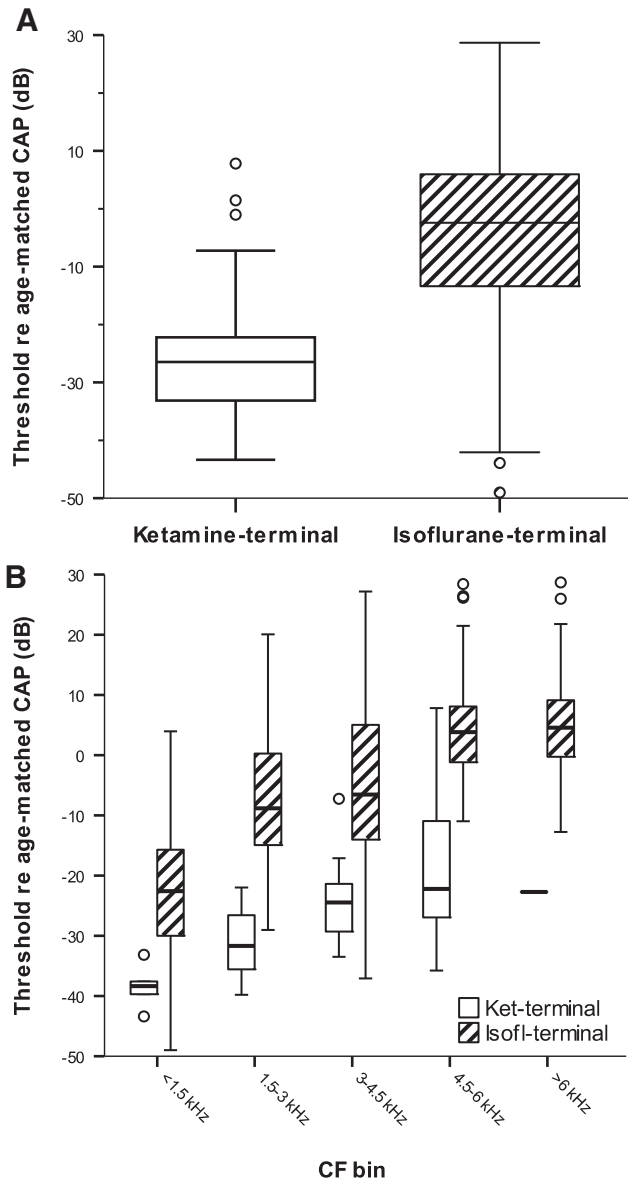 A
Threshold re age-matched CAP (dB)
30
10
-10
-30
-50
Ketamine-terminal
Isoflurane-terminal
B
Threshold re age-matched CAP (dB)
30
20
10
0
-10
-20
-30
-40
-50
Ket-terminal
Isofl-terminal
<1.5 kHz
1.5-3 kHz
3-4.5 kHz
4.5-6 kHz
>6 kHz
CF bin